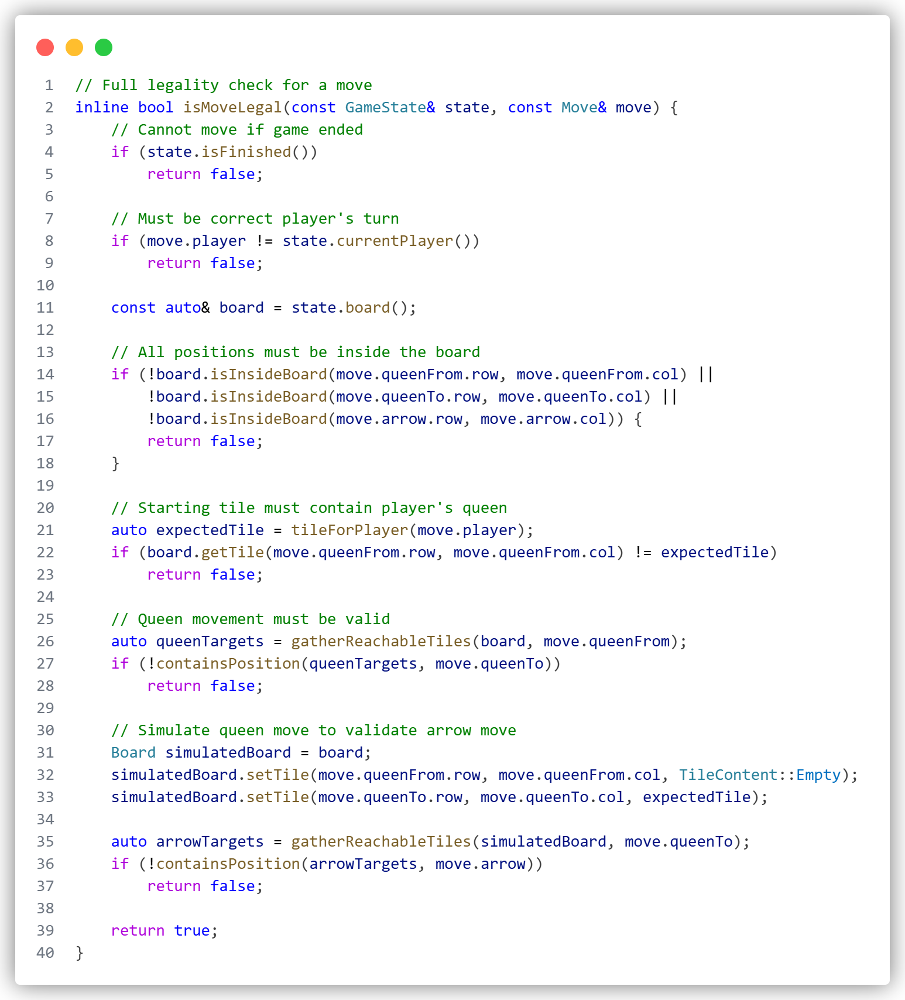 1 // Full legality check for a move
2 inline bool isMoveLegal(const GameState& state, const Move& move) {
3     // Cannot move if game ended
4     if (state.isFinished())
5         return false;
6
7     // Must be correct player's turn
8     if (move.player != state.currentPlayer())
9         return false;
10
11     const auto& board = state.board();
12
13     // All positions must be inside the board
14     if (!board.isInsideBoard(move.queenFrom.row, move.queenFrom.col) ||
15         !board.isInsideBoard(move.queenTo.row, move.queenTo.col) ||
16         !board.isInsideBoard(move.arrow.row, move.arrow.col)) {
17         return false;
18     }
19
20     // Starting tile must contain player's queen
21     auto expectedTile = tileForPlayer(move.player);
22     if (board.getTile(move.queenFrom.row, move.queenFrom.col) != expectedTile)
23         return false;
24
25     // Queen movement must be valid
26     auto queenTargets = gatherReachableTiles(board, move.queenFrom);
27     if (!containsPosition(queenTargets, move.queenTo))
28         return false;
29
30     // Simulate queen move to validate arrow move
31     Board simulatedBoard = board;
32     simulatedBoard.setTile(move.queenFrom.row, move.queenFrom.col, TileContent::Empty);
33     simulatedBoard.setTile(move.queenTo.row, move.queenTo.col, expectedTile);
34
35     auto arrowTargets = gatherReachableTiles(simulatedBoard, move.queenTo);
36     if (!containsPosition(arrowTargets, move.arrow))
37         return false;
38
39     return true;
40 }